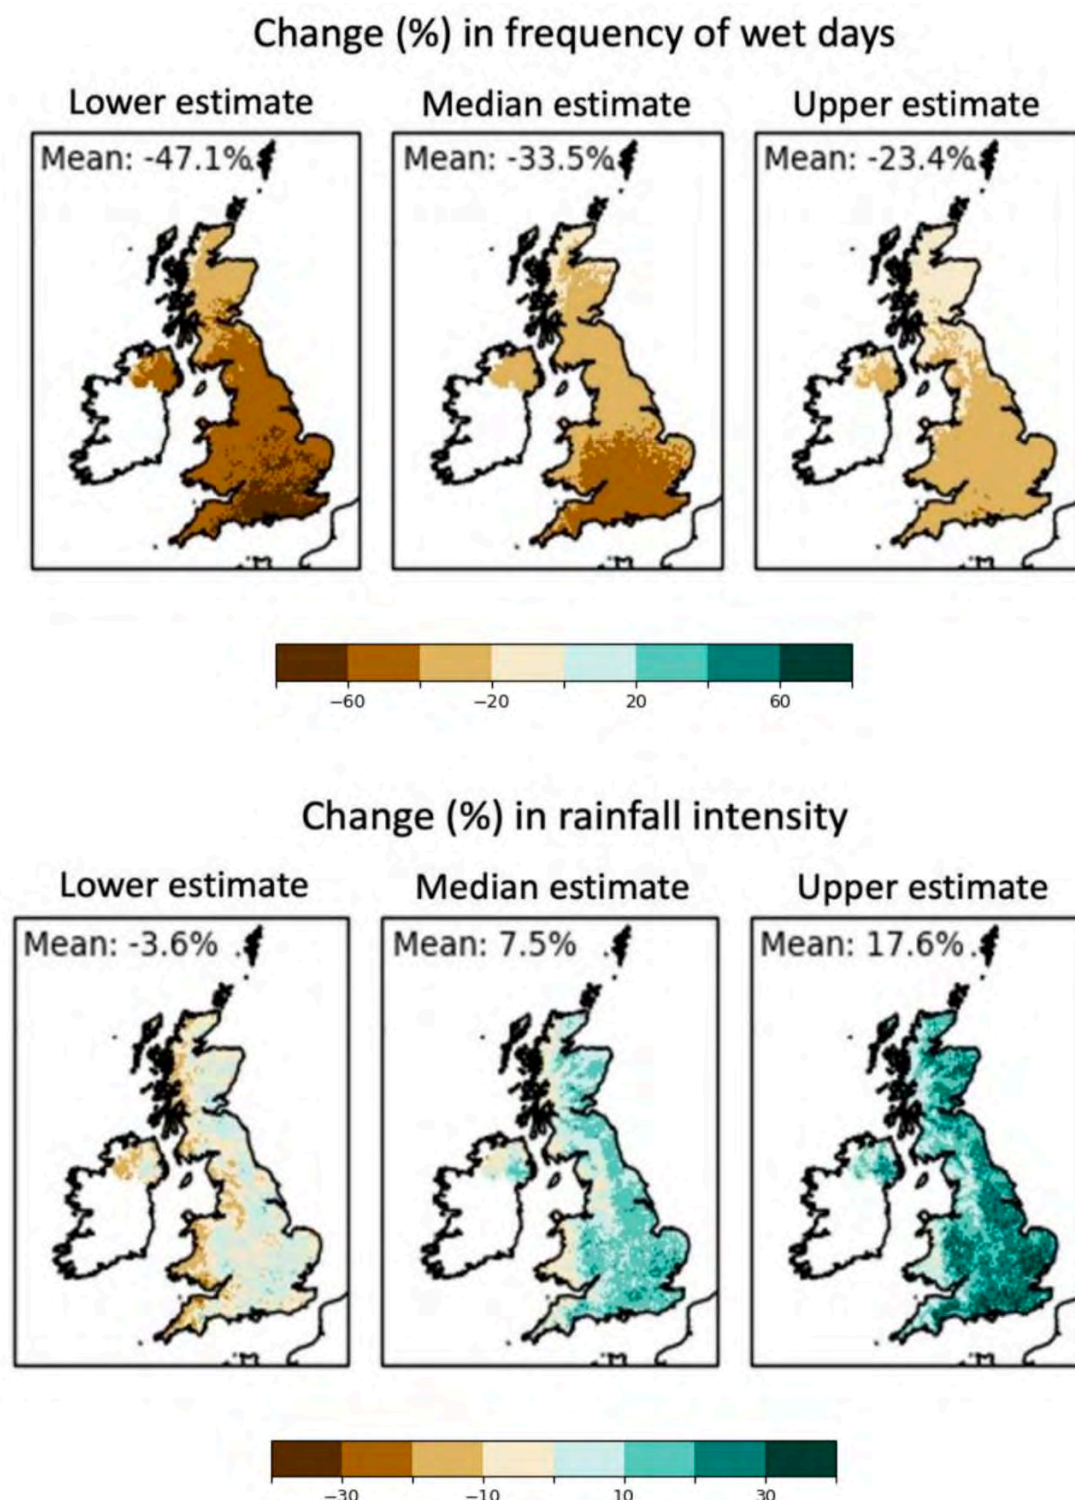 Change (%) in frequency of wet days
Lower estimate Median estimate Upper estimate
Mean: -47.1% Mean: -33.5% Mean: -23.4%
−60 −20 20 60
Change (%) in rainfall intensity
Lower estimate Median estimate Upper estimate
Mean: -3.6% Mean: 7.5% Mean: 17.6%
−30 −10 10 30